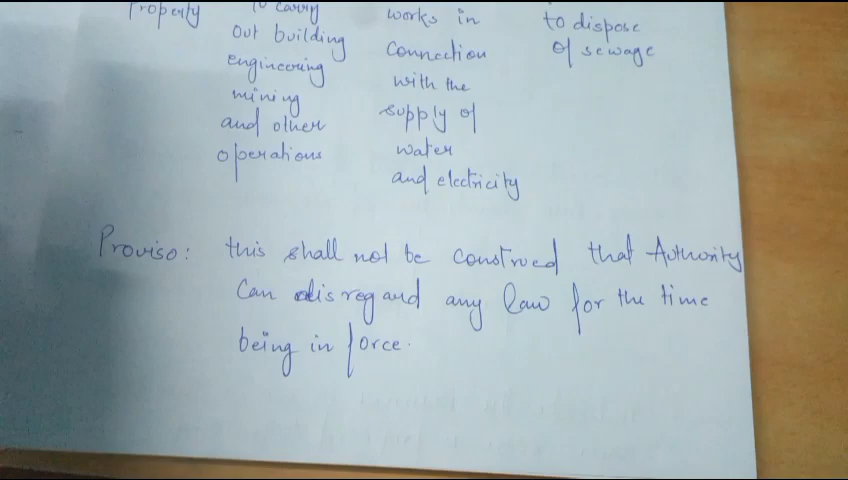 Property to carry works in to dispose
out building connection of sewage
engineering with the
mining supply of
and other water
operations and electricity
Proviso: this shall not be construed that Authority
Can disregard any law for the time
being in force.